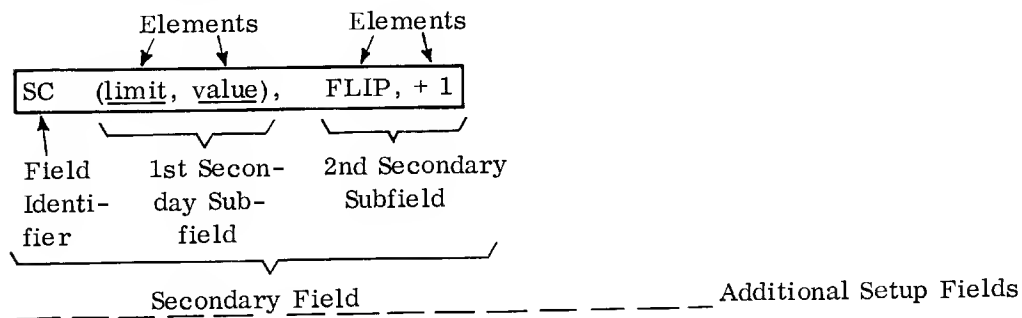 Elements Elements
SC (limit, value), FLIP, + 1
Field 1st Secon- 2nd Secondary
Identi- day Sub- Subfield
fier field
Secondary Field
Additional Setup Fields